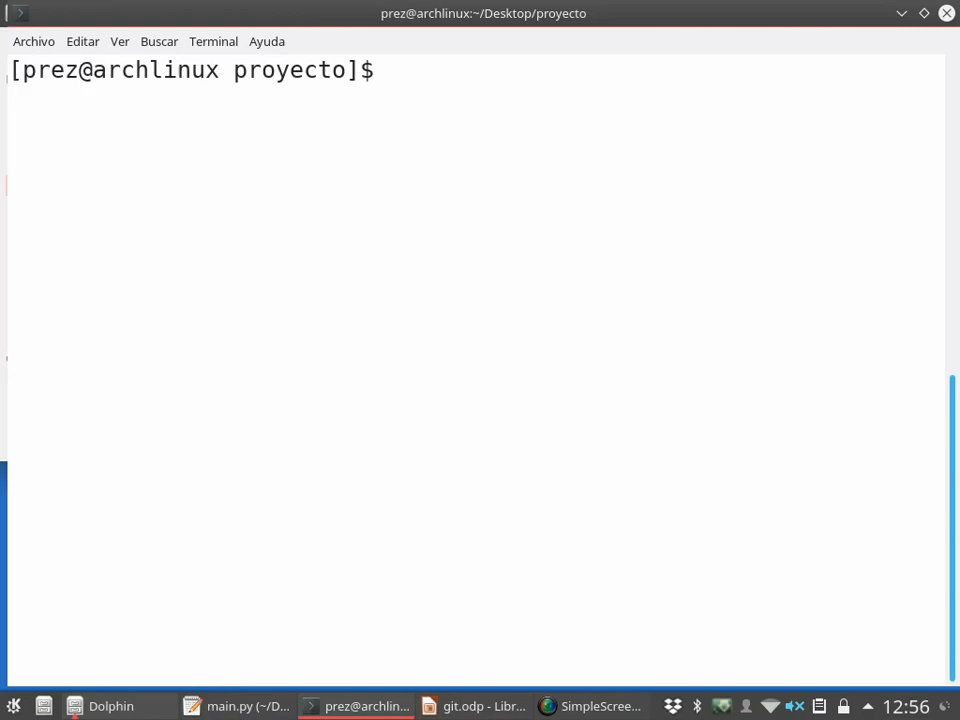 prez@archlinux:~/Desktop/proyecto
Archivo Editar Ver Buscar Terminal Ayuda
[prez@archlinux proyecto]$
Dolphin main.py (~/D... prez@archlin... git.odp - Libr... SimpleScree... 12:56